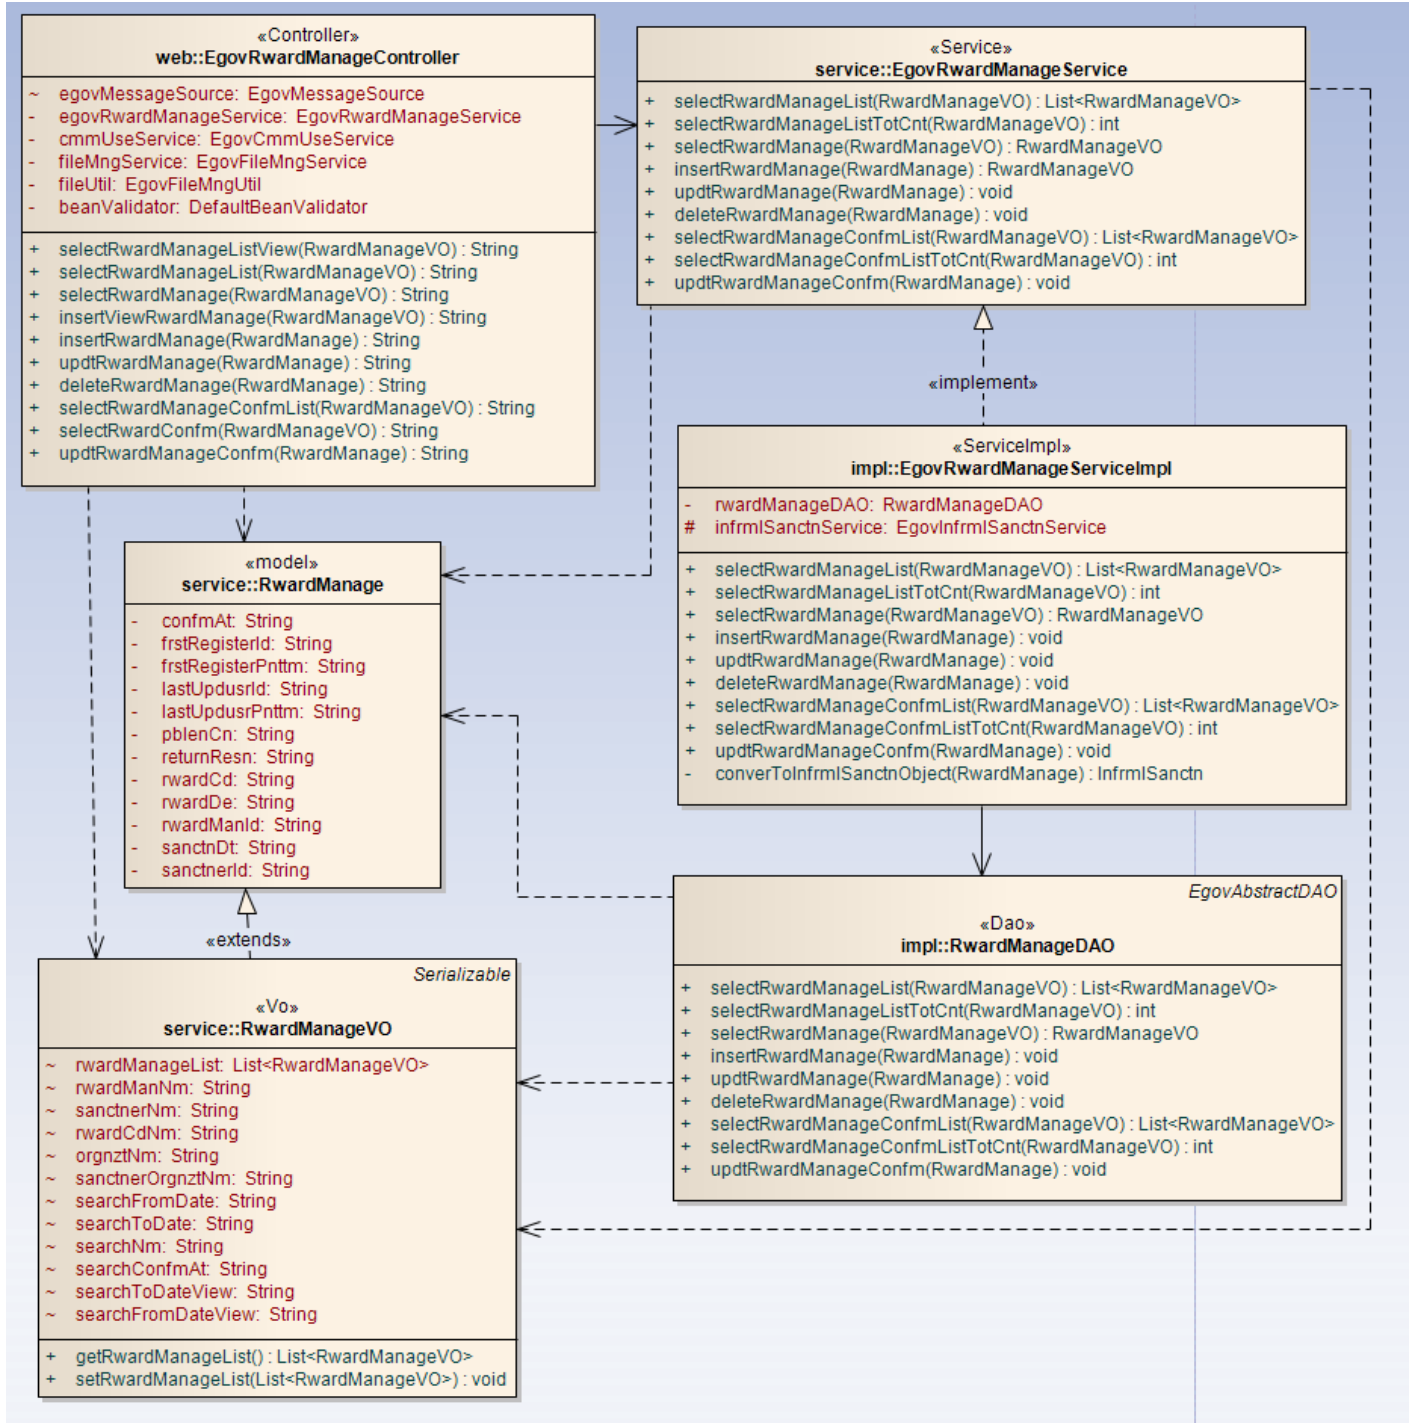 «Controller»
web::EgovRwardManageController
~ egovMessageSource: EgovMessageSource
- egovRwardManageService: EgovRwardManageService
- cmmUseService: EgovCmmUseService
- fileMngService: EgovFileMngService
- fileUtil: EgovFileMngUtil
- beanValidator: DefaultBeanValidator
+ selectRwardManageListView(RwardManageVO) : String
+ selectRwardManageList(RwardManageVO) : String
+ selectRwardManage(RwardManageVO) : String
+ insertViewRwardManage(RwardManageVO) : String
+ insertRwardManage(RwardManage) : String
+ updtRwardManage(RwardManage) : String
+ deleteRwardManage(RwardManage) : String
+ selectRwardManageConfmList(RwardManageVO) : String
+ selectRwardConfm(RwardManageVO) : String
+ updtRwardManageConfm(RwardManage) : String
«Service»
service::EgovRwardManageService
+ selectRwardManageList(RwardManageVO) : List<RwardManageVO>
+ selectRwardManageListTotCnt(RwardManageVO) : int
+ selectRwardManage(RwardManageVO) : RwardManageVO
+ insertRwardManage(RwardManage) : RwardManageVO
+ updtRwardManage(RwardManage) : void
+ deleteRwardManage(RwardManage) : void
+ selectRwardManageConfmList(RwardManageVO) : List<RwardManageVO>
+ selectRwardManageConfmListTotCnt(RwardManageVO) : int
+ updtRwardManageConfm(RwardManage) : void
«implement»
«ServiceImpl»
impl::EgovRwardManageServiceImpl
- rwardManageDAO: RwardManageDAO
# infrmlSanctnService: EgovInfrmlSanctnService
+ selectRwardManageList(RwardManageVO) : List<RwardManageVO>
+ selectRwardManageListTotCnt(RwardManageVO) : int
+ selectRwardManage(RwardManageVO) : RwardManageVO
+ insertRwardManage(RwardManage) : void
+ updtRwardManage(RwardManage) : void
+ deleteRwardManage(RwardManage) : void
+ selectRwardManageConfmList(RwardManageVO) : List<RwardManageVO>
+ selectRwardManageConfmListTotCnt(RwardManageVO) : int
+ updtRwardManageConfm(RwardManage) : void
- converToInfrmlSanctnObject(RwardManage) : InfrmlSanctn
«model»
service::RwardManage
- confmAt: String
- frstRegisterId: String
- frstRegisterPnttm: String
- lastUpdusrId: String
- lastUpdusrPnttm: String
- pblenCn: String
- returnResn: String
- rwardCd: String
- rwardDe: String
- rwardManId: String
- sanctnDt: String
- sanctnerId: String
«extends»
EgovAbstractDAO
«Dao»
impl::RwardManageDAO
+ selectRwardManageList(RwardManageVO) : List<RwardManageVO>
+ selectRwardManageListTotCnt(RwardManageVO) : int
+ selectRwardManage(RwardManageVO) : RwardManageVO
+ insertRwardManage(RwardManage) : void
+ updtRwardManage(RwardManage) : void
+ deleteRwardManage(RwardManage) : void
+ selectRwardManageConfmList(RwardManageVO) : List<RwardManageVO>
+ selectRwardManageConfmListTotCnt(RwardManageVO) : int
+ updtRwardManageConfm(RwardManage) : void
Serializable
«Vo»
service::RwardManageVO
~ rwardManageList: List<RwardManageVO>
~ rwardManNm: String
~ sanctnerNm: String
~ rwardCdNm: String
~ orgnztNm: String
~ sanctnerOrgnztNm: String
~ searchFromDate: String
~ searchToDate: String
~ searchNm: String
~ searchConfmAt: String
~ searchToDateView: String
~ searchFromDateView: String
+ getRwardManageList() : List<RwardManageVO>
+ setRwardManageList(List<RwardManageVO>) : void